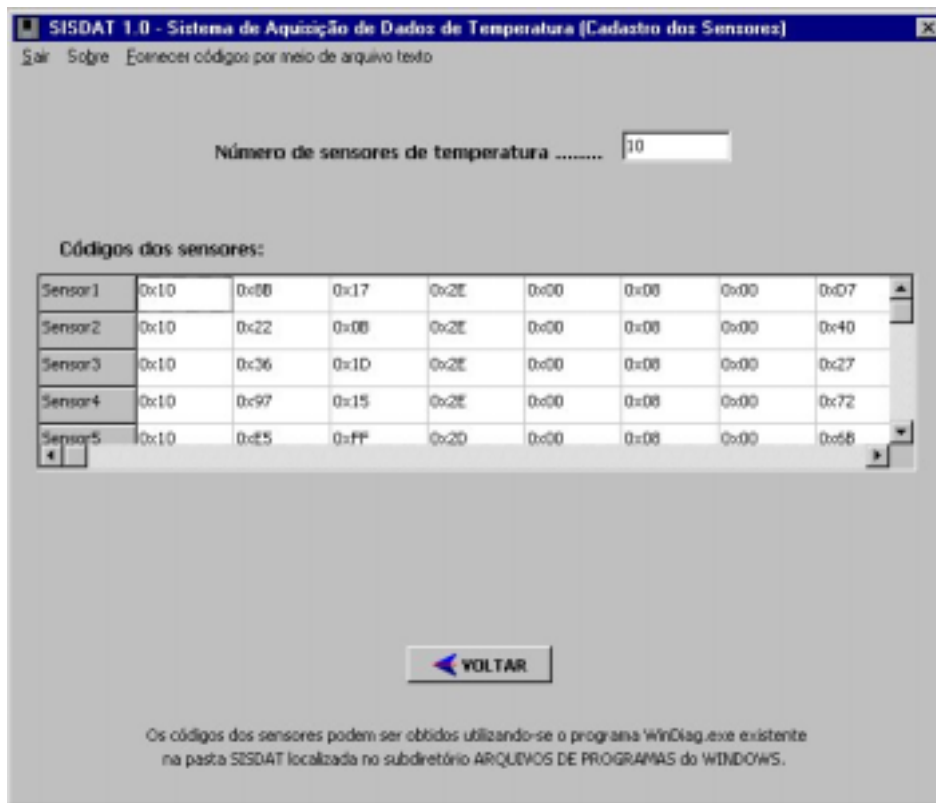 SISDAT 1.0 - Sistema de Aquisição de Dados de Temperatura (Cadastro dos Sensores)
Sair Sobre Fornecer códigos por meio de arquivo texto
Número de sensores de temperatura ........ 10
Códigos dos sensores:
Sensor1 0x10 0x8B 0x17 0x2E 0x00 0x08 0x00 0xD7
Sensor2 0x10 0x22 0x0B 0x2E 0x00 0x08 0x00 0x40
Sensor3 0x10 0x36 0x1D 0x2E 0x00 0x08 0x00 0x27
Sensor4 0x10 0x97 0x15 0x2E 0x00 0x08 0x00 0x72
Sensor5 0x10 0xE5 0xFF 0x2D 0x00 0x08 0x00 0x6B
VOLTAR
Os códigos dos sensores podem ser obtidos utilizando-se o programa WinDiag.exe existente
na pasta SISDAT localizada no subdiretório ARQUIVOS DE PROGRAMAS do WINDOWS.